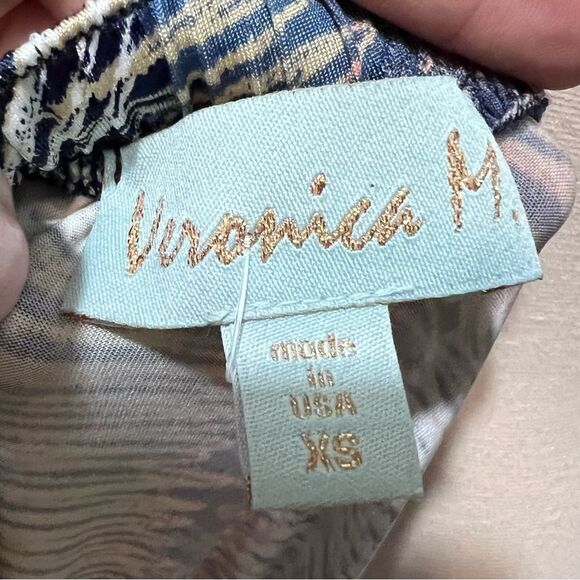 Veronica M.
made
in
USA
XS